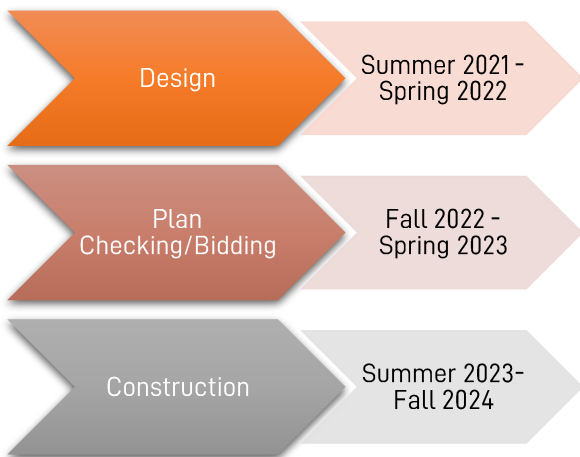 Design
Summer 2021 -
Spring 2022
Plan
Checking/Bidding
Fall 2022 -
Spring 2023
Construction
Summer 2023-
Fall 2024